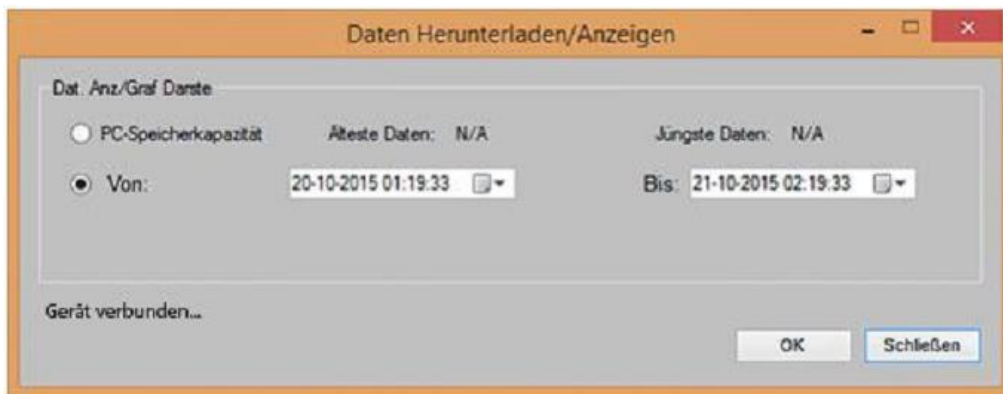 Daten Herunterladen/Anzeigen
Dat. Anz/Graf Darste
PC-Speicherkapazität Älteste Daten: N/A Jüngste Daten: N/A
Von: 20-10-2015 01:19:33 Bis: 21-10-2015 02:19:33
Gerät verbunden...
OK Schließen